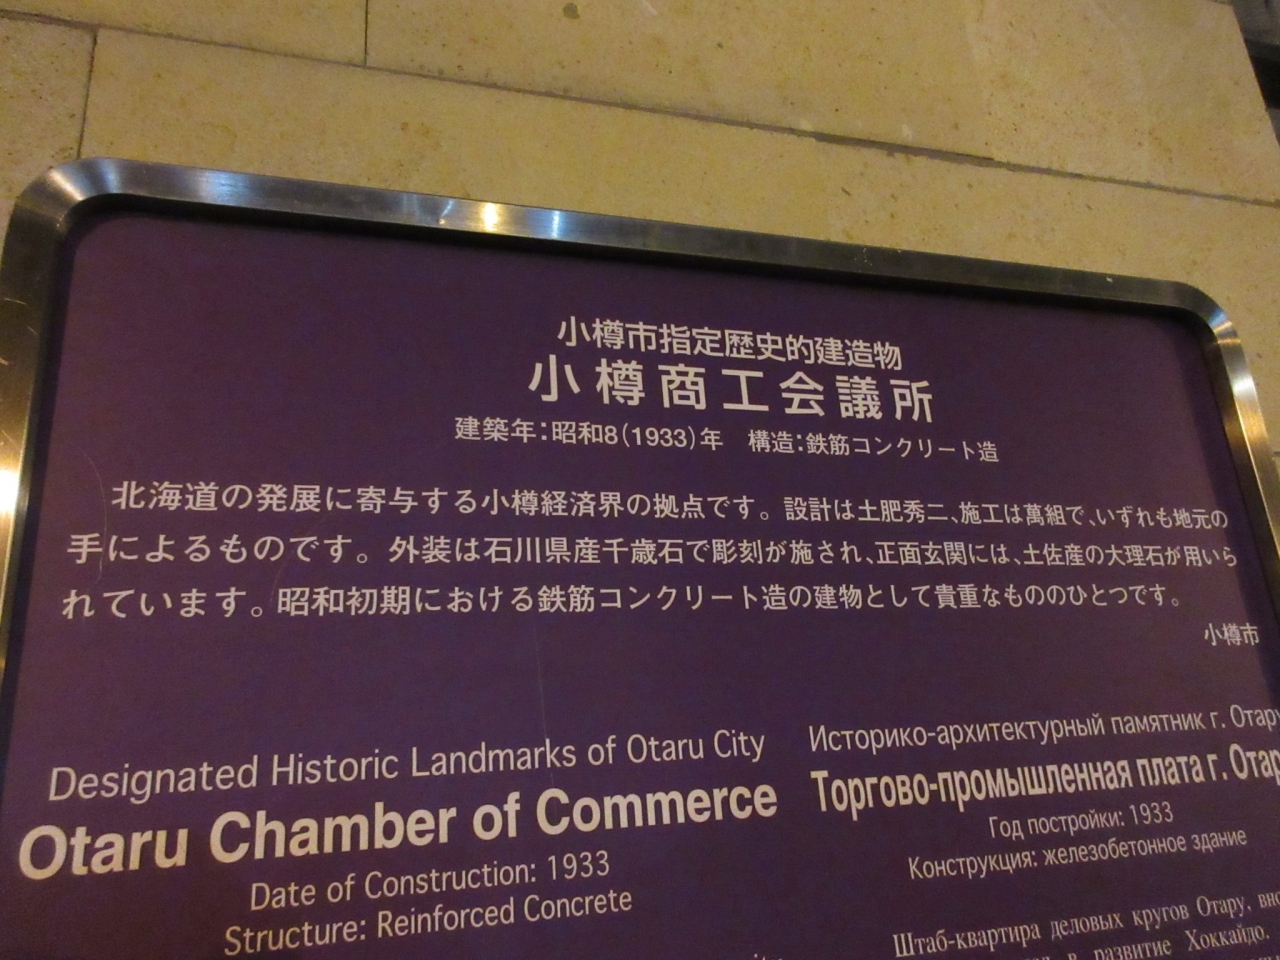 小樽市指定歴史的建造物
小樽商工会議所
建築年:昭和8(1933)年　構造:鉄筋コンクリート造
北海道の発展に寄与する小樽経済界の拠点です。設計は土肥秀二、施工は萬組で、いずれも地元の
手によるものです。外装は石川県産千歳石で彫刻が施され、正面玄関には、土佐産の大理石が用いら
れています。昭和初期における鉄筋コンクリート造の建物として貴重なもののひとつです。
小樽市
Designated Historic Landmarks of Otaru City
Otaru Chamber of Commerce
Date of Construction: 1933
Structure: Reinforced Concrete
Историко-архитектурный памятник г. Отару
Торгово-промышленная плата г. Отар
Год постройки: 1933
Конструкция: железобетонное здание
Штаб-квартира деловых кругов Отару,
в развитие Хоккайдо.